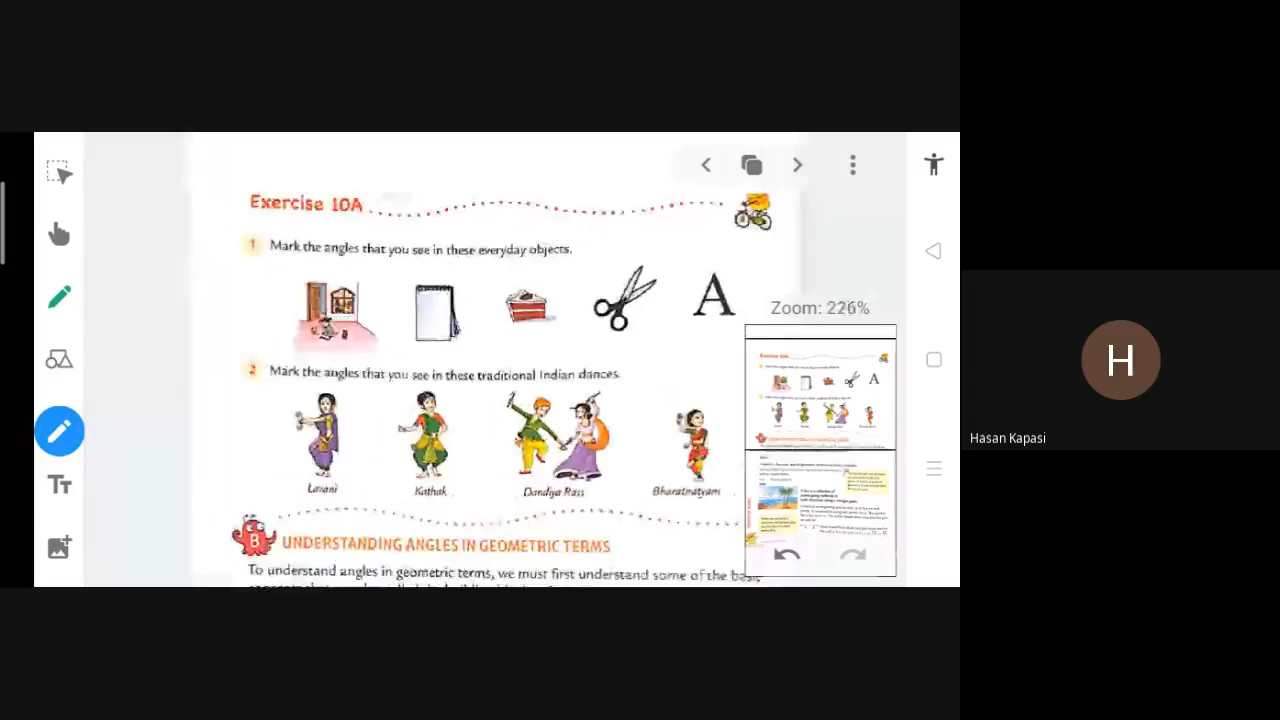 Exercise 10A
1 Mark the angles that you see in these everyday objects.
A
Zoom: 226%
2 Mark the angles that you see in these traditional Indian dances.
Lavani Kathak Dandiya Rass Bharatnatyam
B UNDERSTANDING ANGLES IN GEOMETRIC TERMS
To understand angles in geometric terms, we must first understand some of the basic
Tt
H
Hasan Kapasi